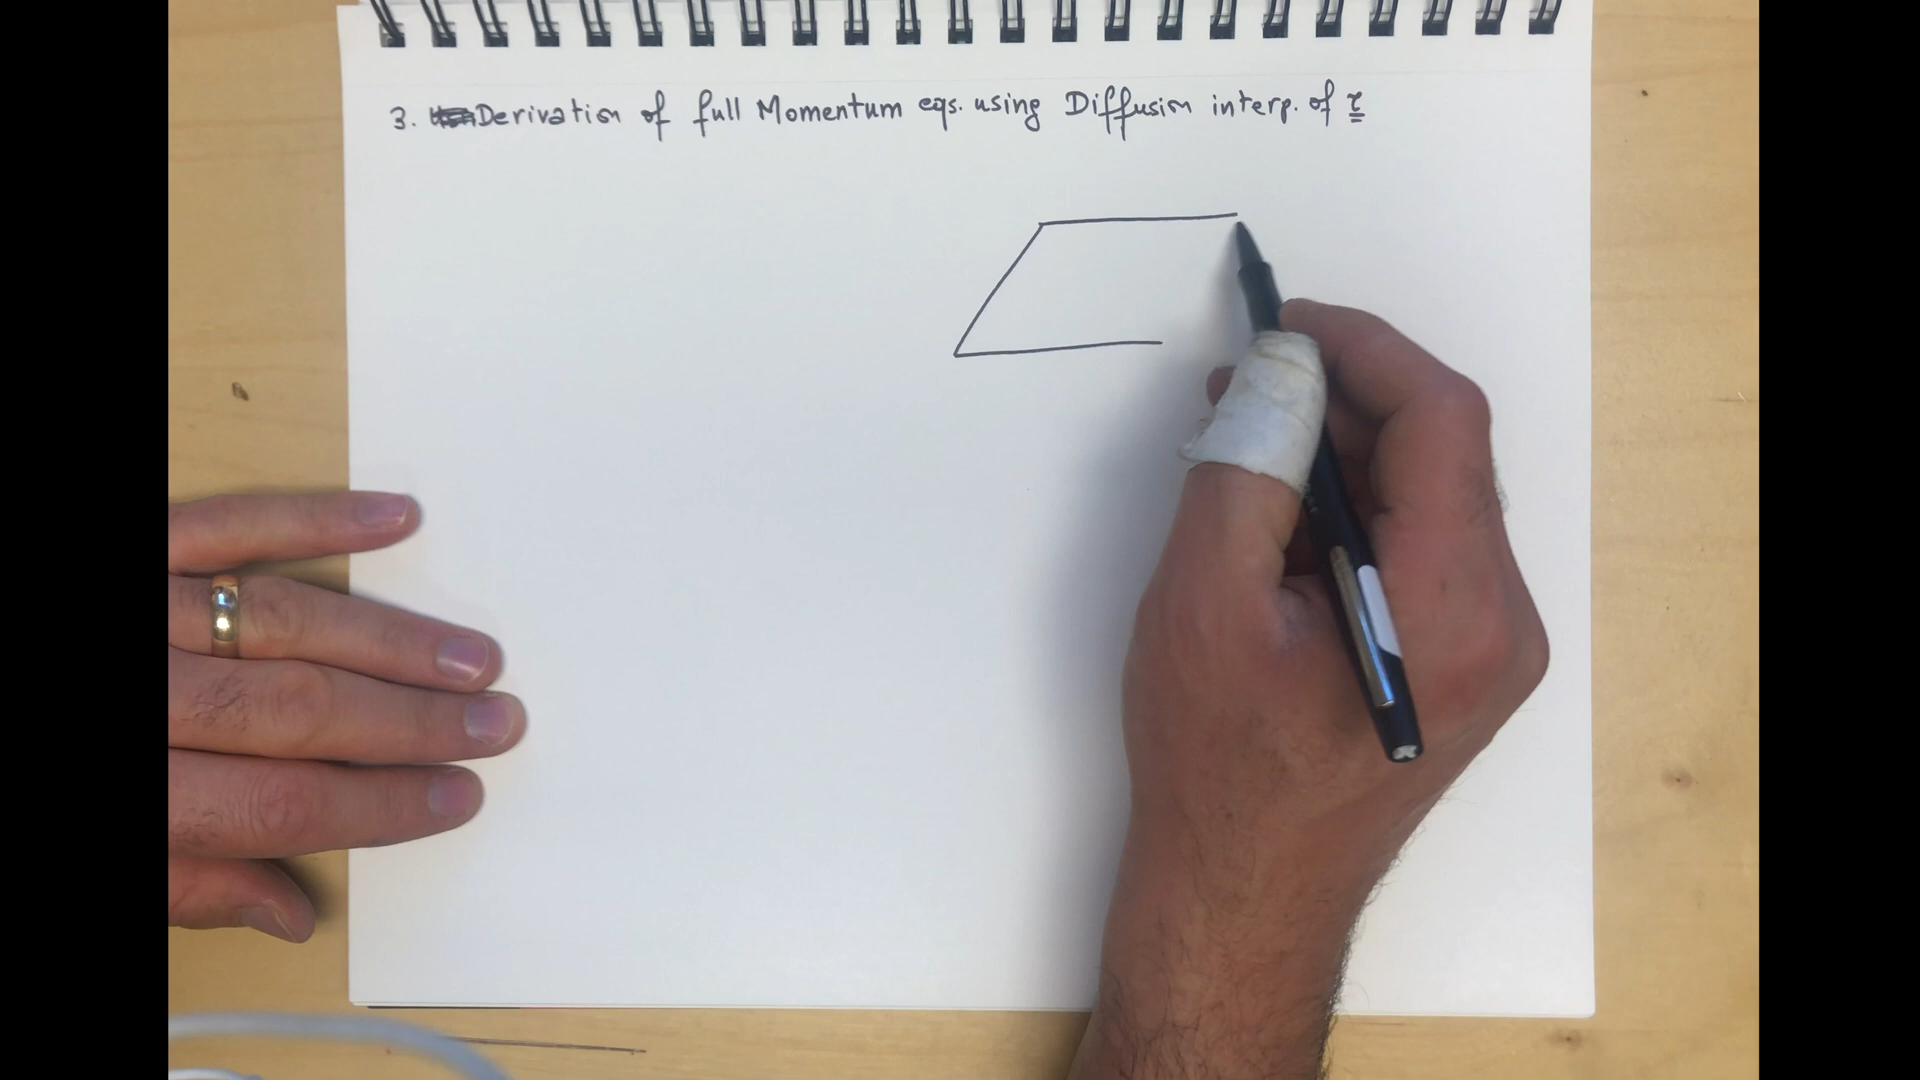 3. Derivation of full Momentum eqs. using Diffusion interp. of τ